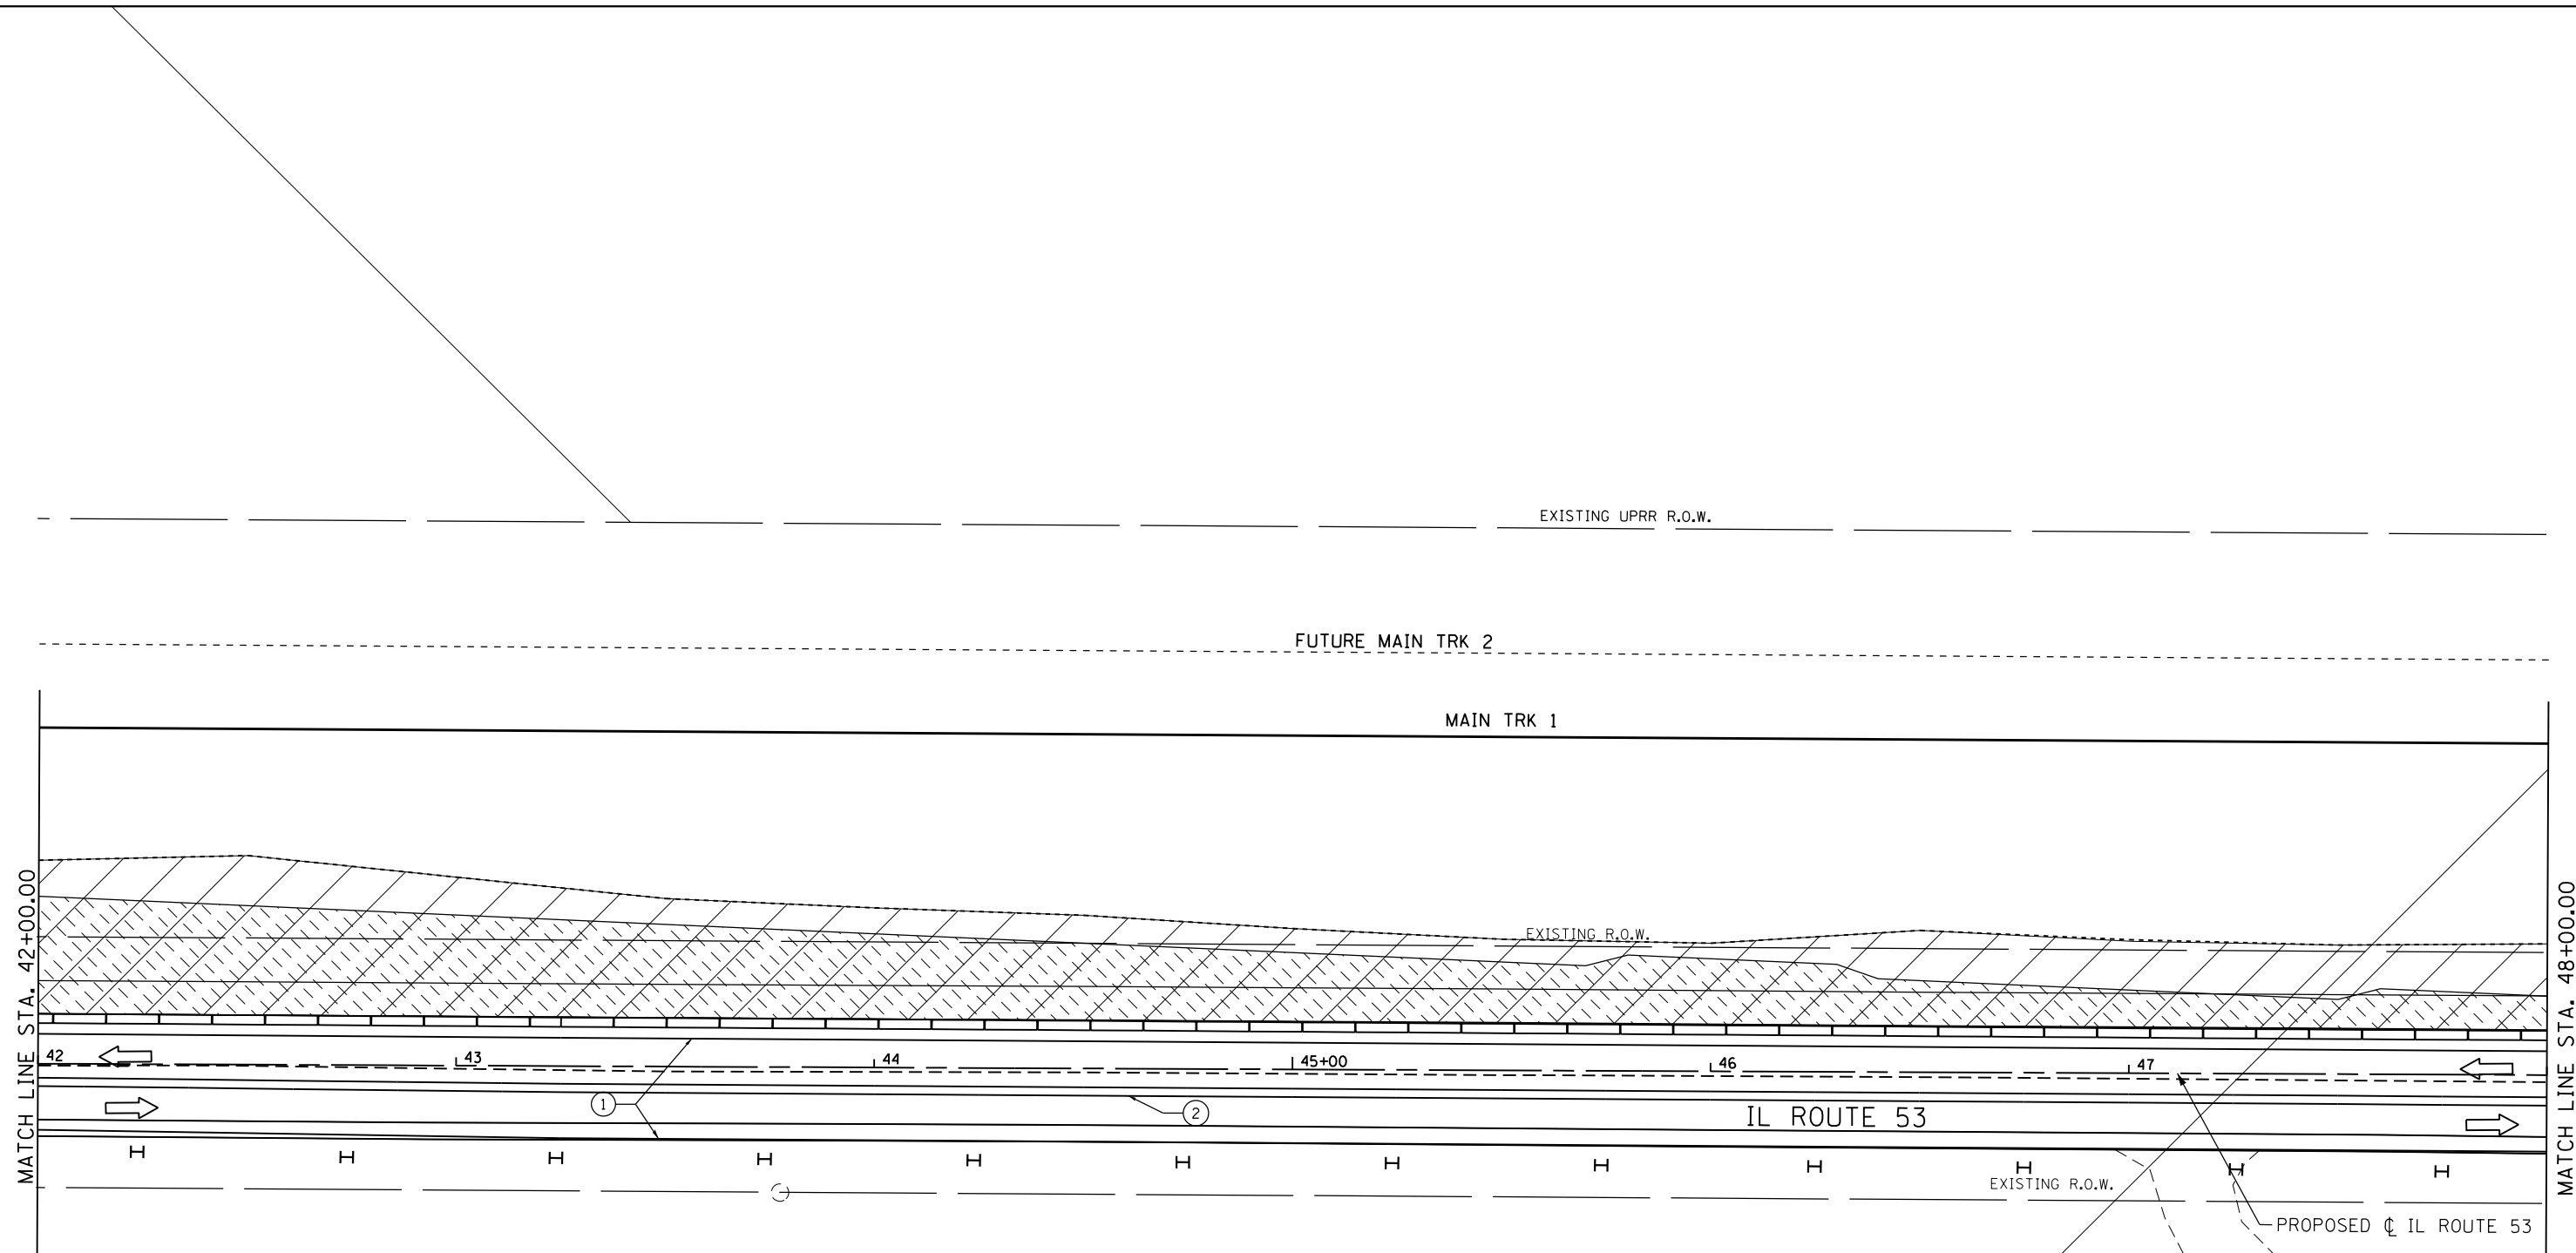 EXISTING UPRR R.O.W.
FUTURE MAIN TRK 2
MAIN TRK 1
MATCH LINE STA. 42+00.00
MATCH LINE STA. 48+00.00
EXISTING R.O.W.
42
43
44
45+00
46
47
1
2
IL ROUTE 53
H H H H H H H H H H H H
EXISTING R.O.W.
PROPOSED ℄ IL ROUTE 53